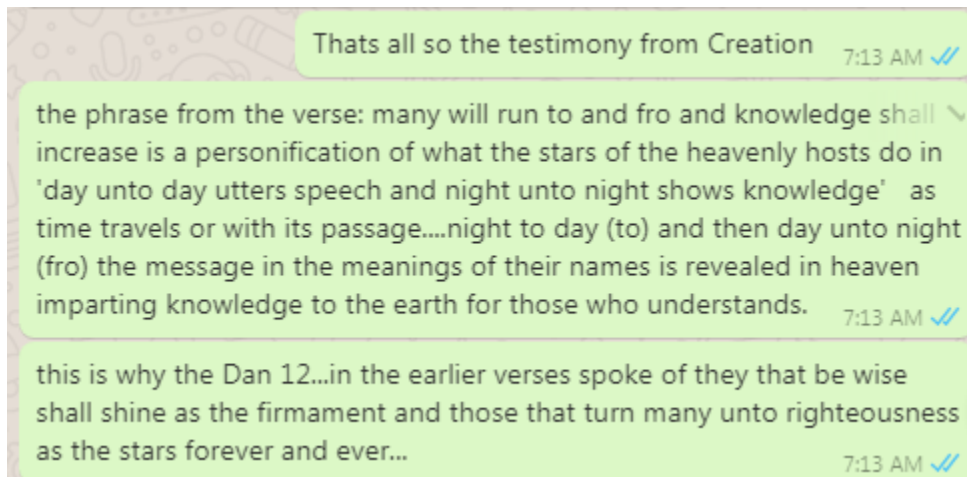 Thats all so the testimony from Creation
7:13 AM
the phrase from the verse: many will run to and fro and knowledge shall
increase is a personification of what the stars of the heavenly hosts do in
'day unto day utters speech and night unto night shows knowledge' as
time travels or with its passage....night to day (to) and then day unto night
(fro) the message in the meanings of their names is revealed in heaven
imparting knowledge to the earth for those who understands.
7:13 AM
this is why the Dan 12...in the earlier verses spoke of they that be wise
shall shine as the firmament and those that turn many unto righteousness
as the stars forever and ever...
7:13 AM